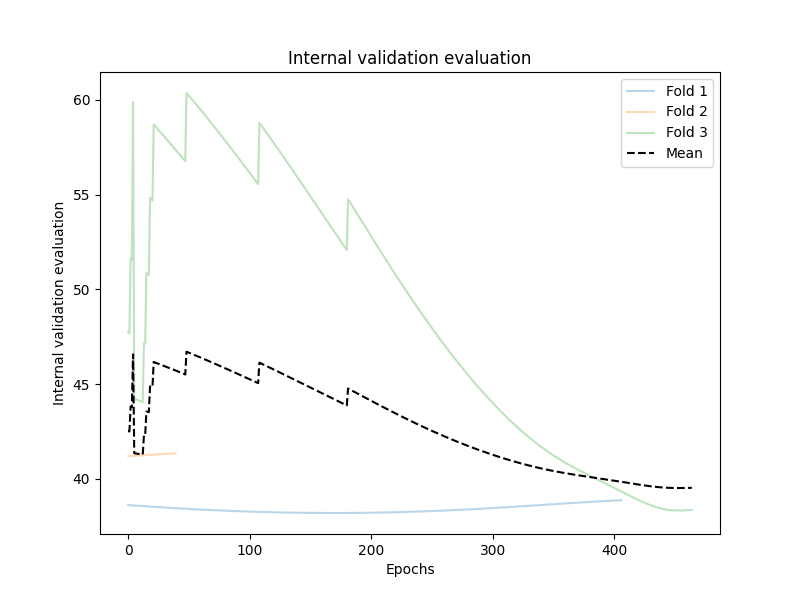 Internal validation evaluation
Fold 1
Fold 2
Fold 3
Mean
60
55
50
45
40
Internal validation evaluation
0
100
200
300
400
Epochs